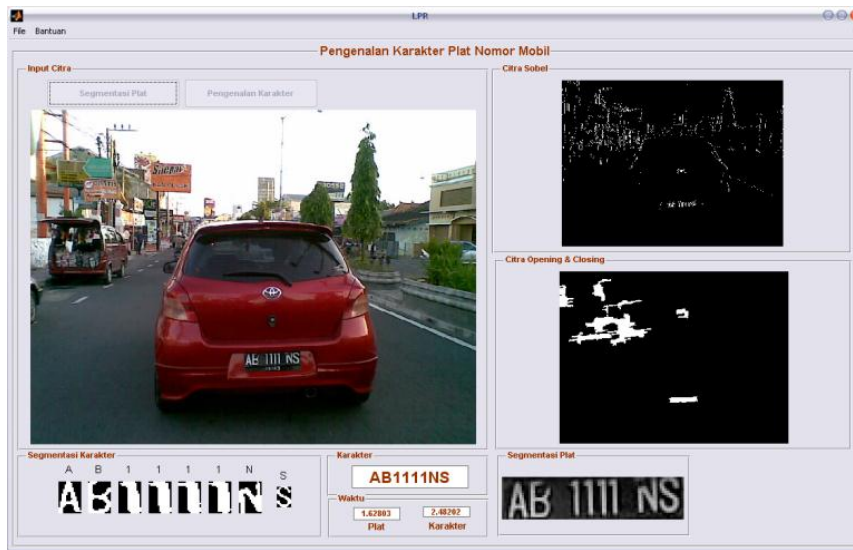 LPR
File Bantuan
Pengenalan Karakter Plat Nomor Mobil
Input Citra
Segmentasi Plat Pengenalan Karakter
AB 1111 NS
Citra Sobel
Citra Opening & Closing
Segmentasi Karakter
A B 1 1 1 1 N S
AB1111NS
Karakter
AB1111NS
Waktu
1.62803 2.48202
Plat Karakter
Segmentasi Plat
AB 1111 NS